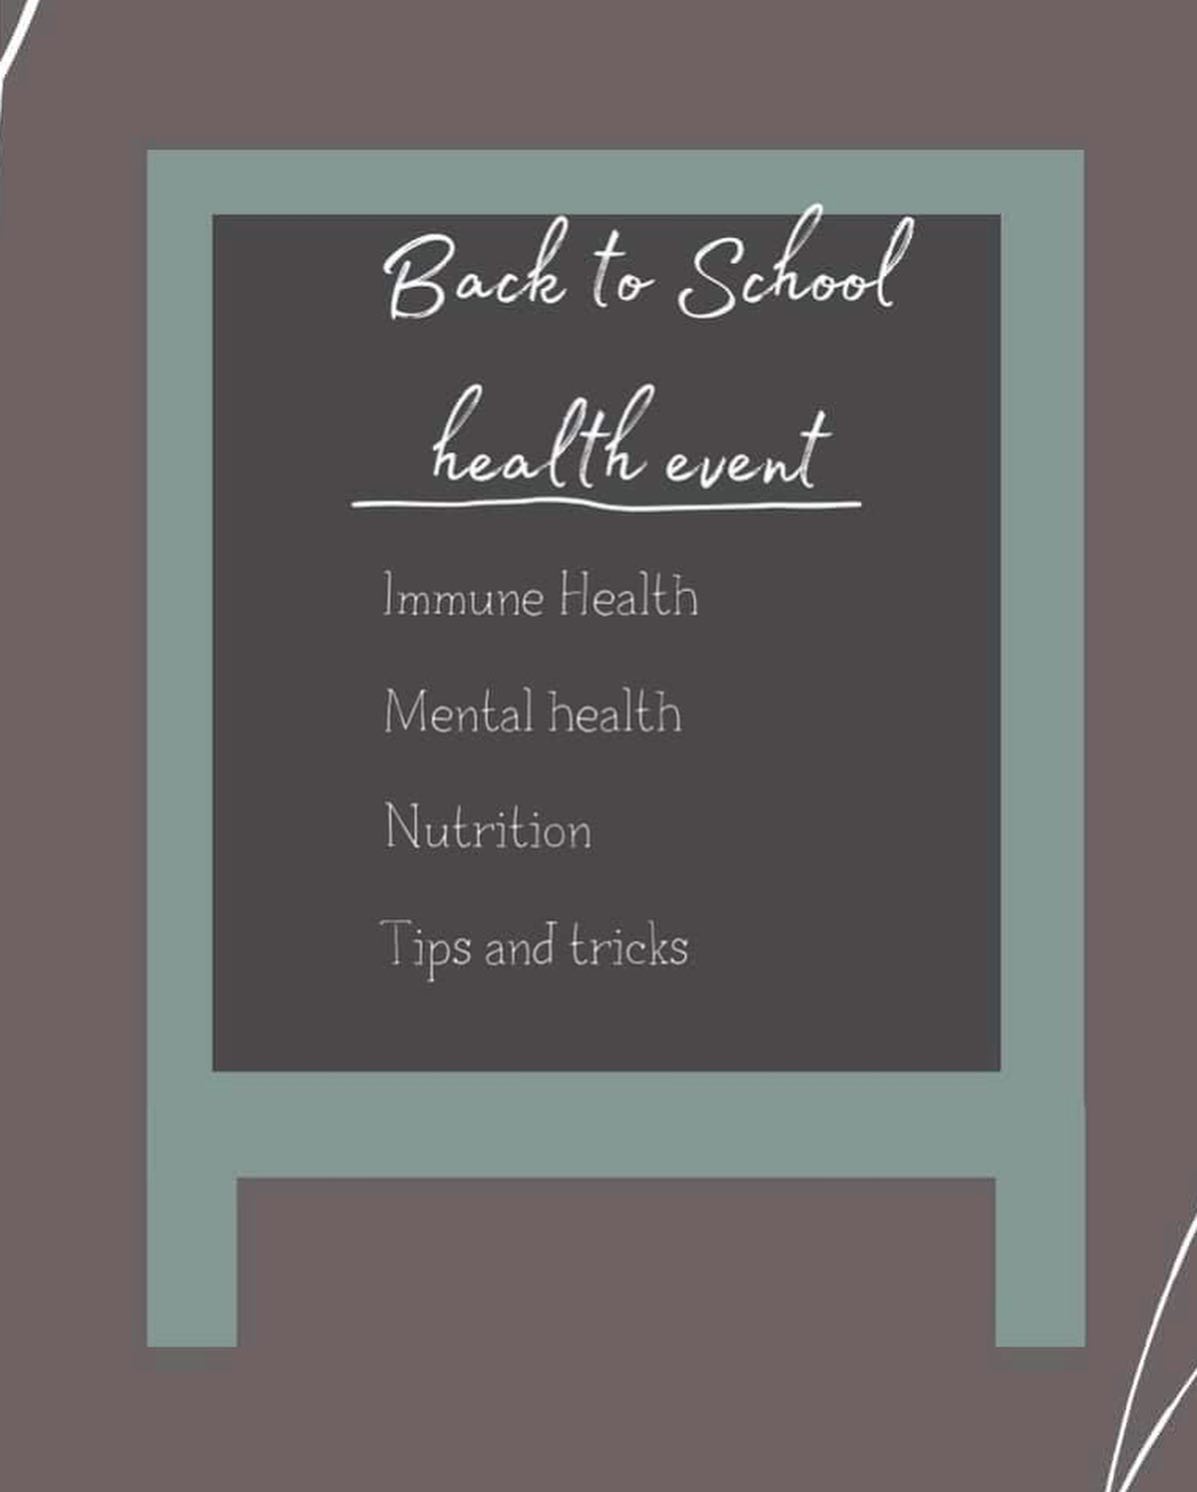 Back to School
health event
Immune Health
Mental health
Nutrition
Tips and tricks